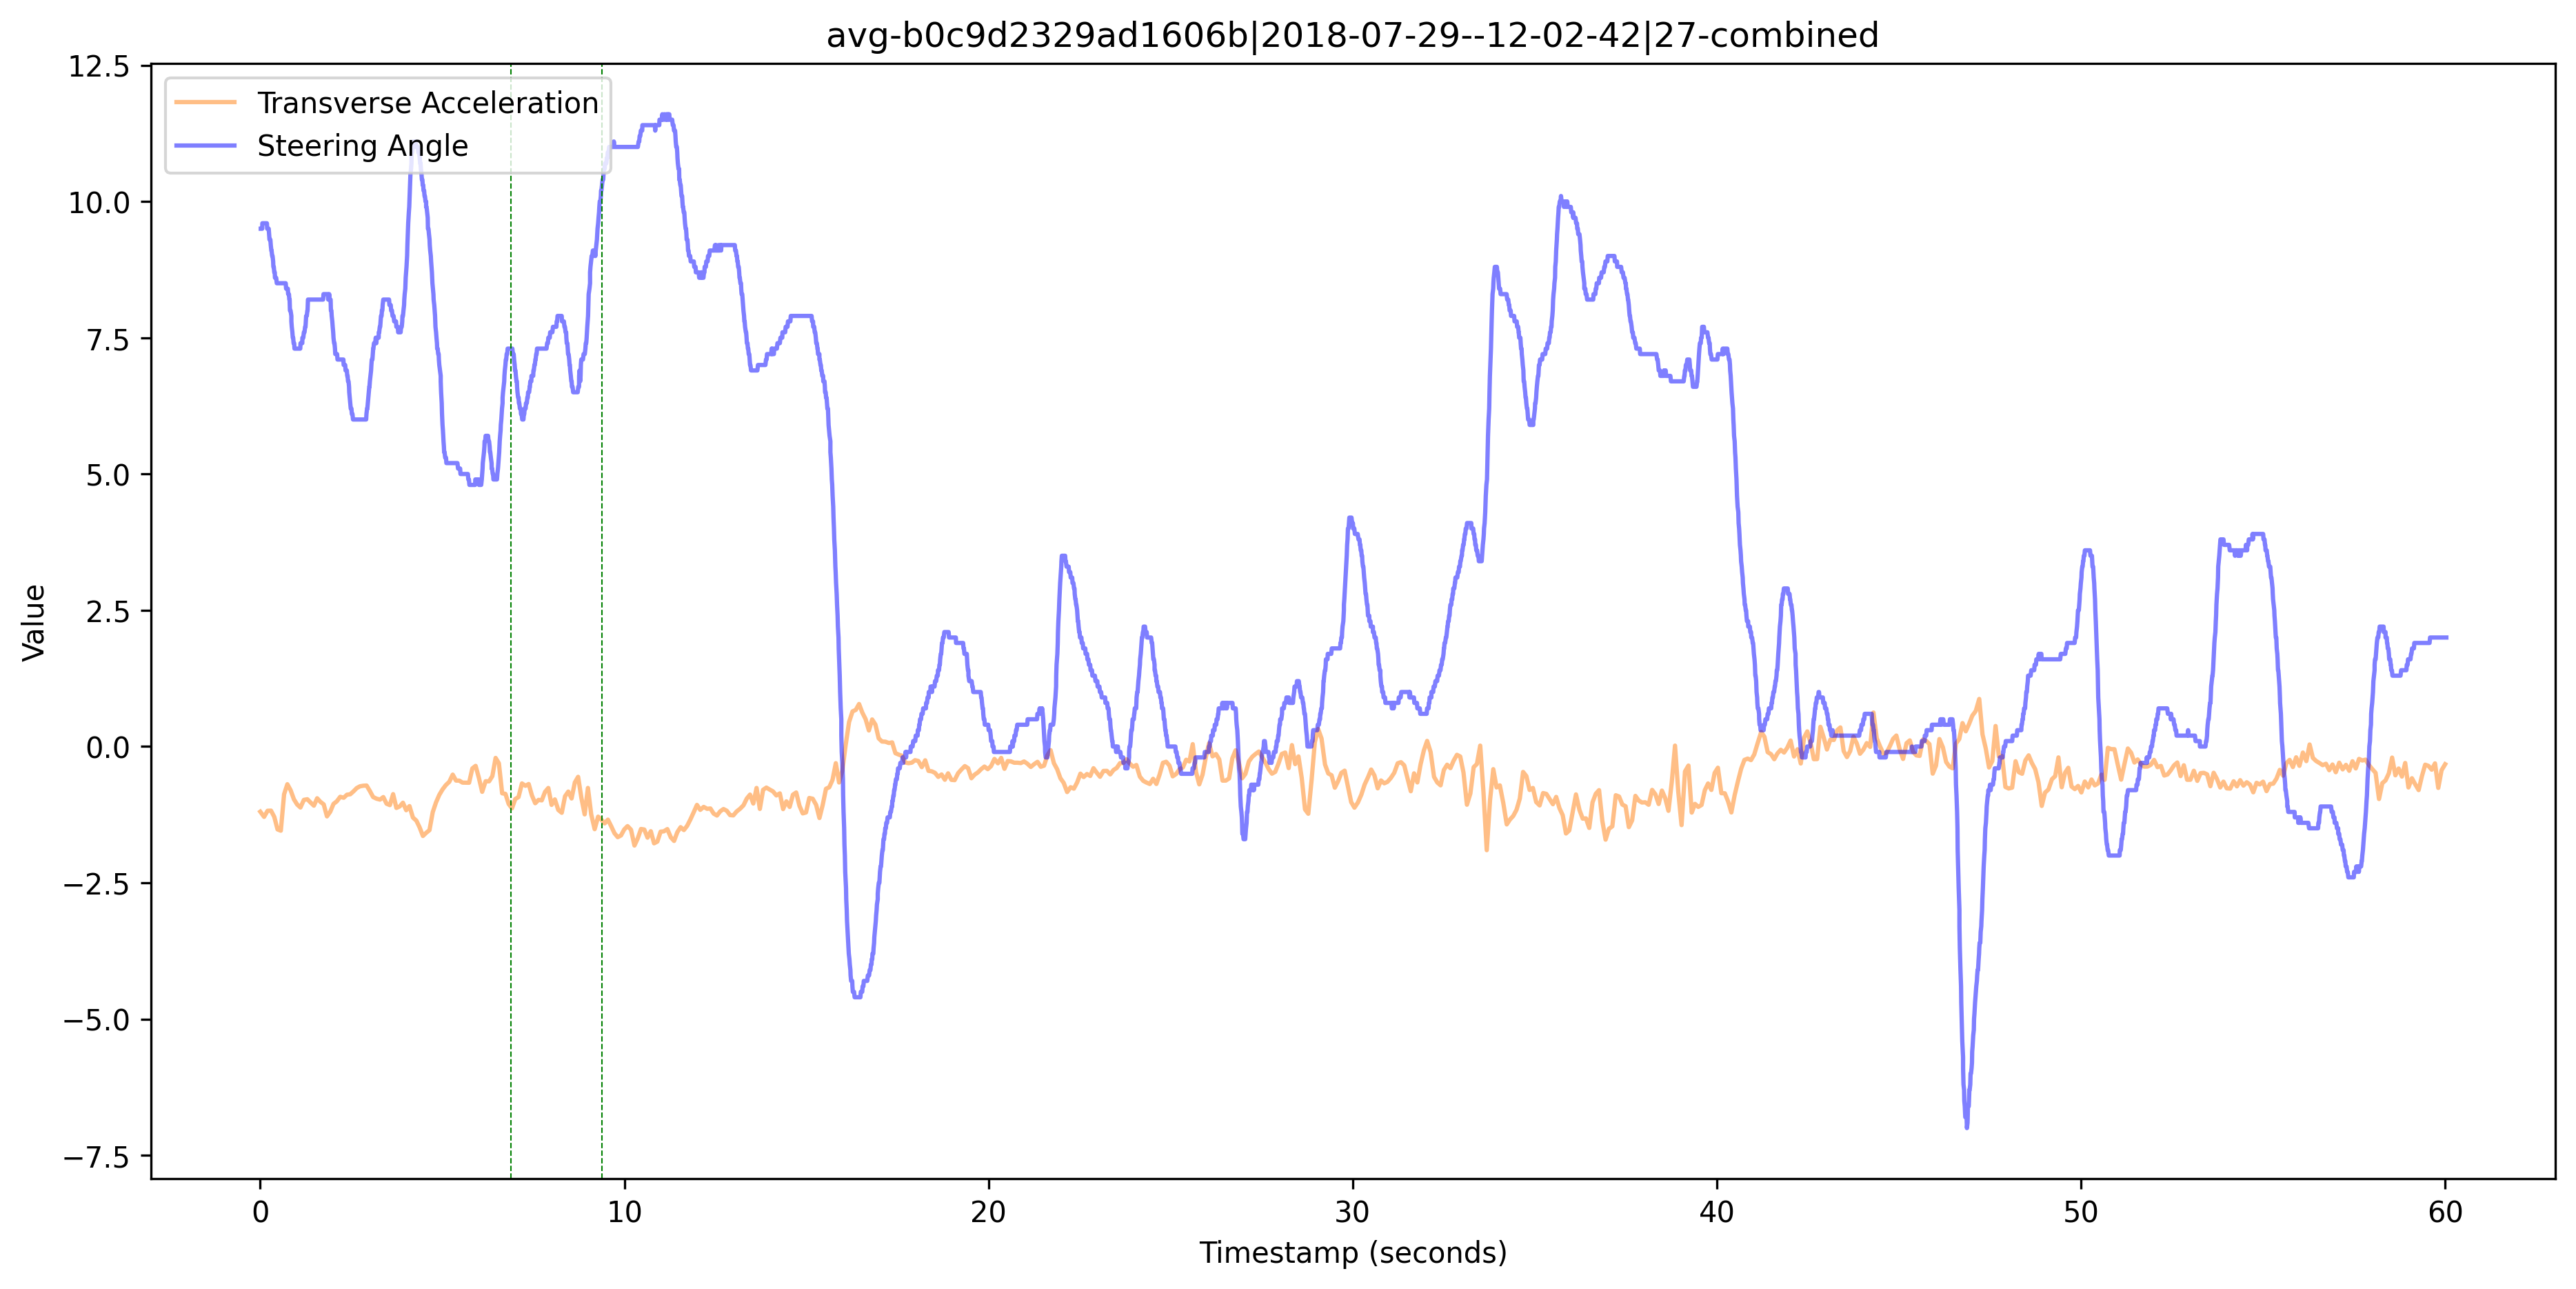 avg-b0c9d2329ad1606b|2018-07-29--12-02-42|27-combined
12.5
10.0
7.5
5.0
2.5
0.0
−2.5
−5.0
−7.5
Value
Transverse Acceleration
Steering Angle
0 10 20 30 40 50 60
Timestamp (seconds)